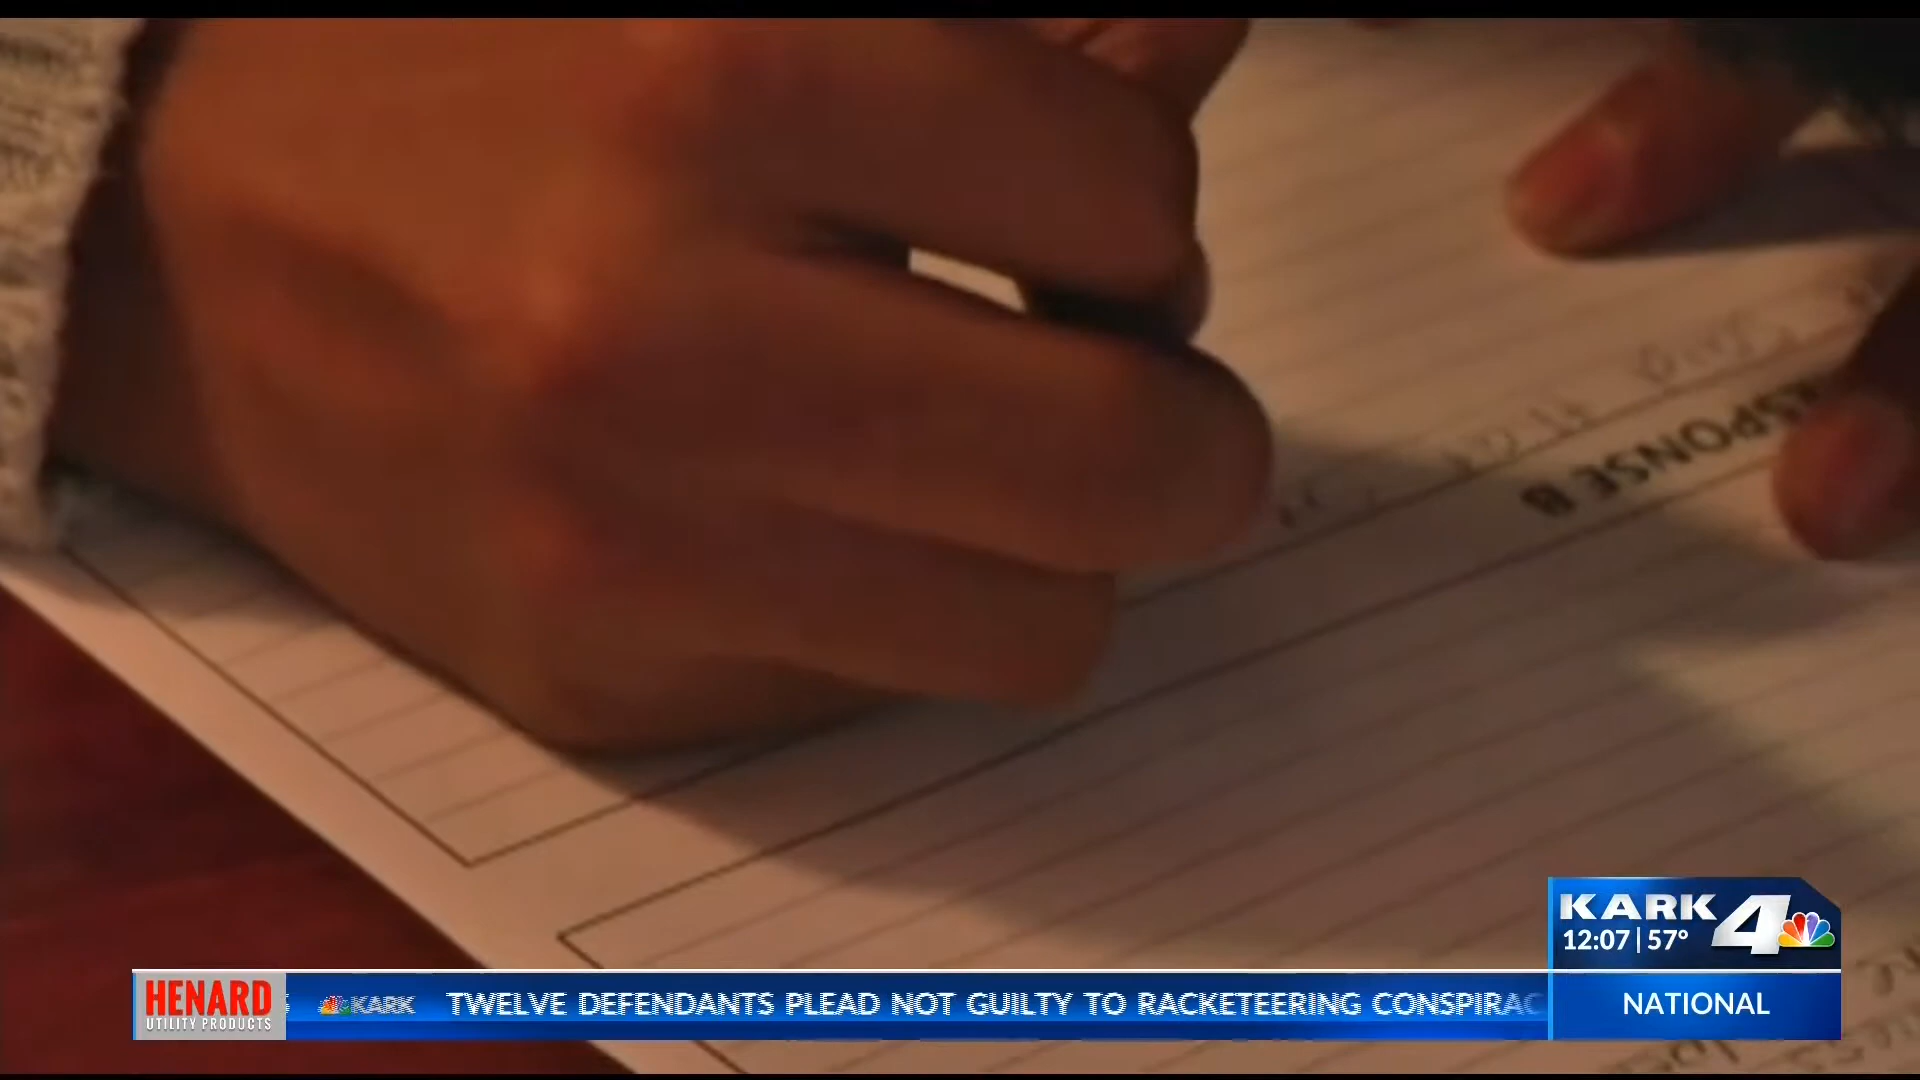 RESPONSE B
KARK 4
12:07 | 57°
HENARD
UTILITY PRODUCTS
KARK
TWELVE DEFENDANTS PLEAD NOT GUILTY TO RACKETEERING CONSPIRAC
NATIONAL